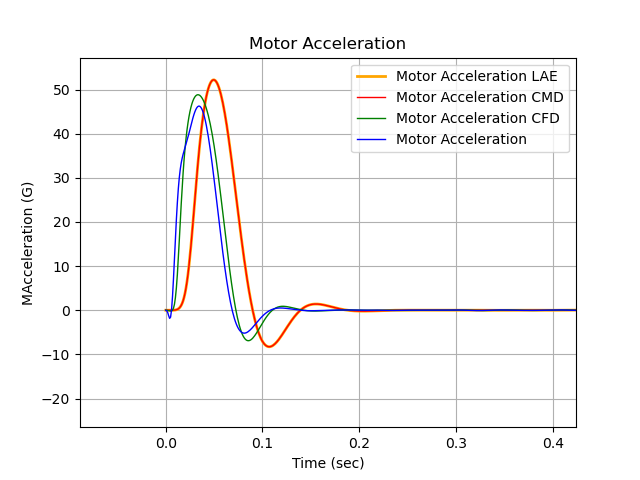 Motor Acceleration
Motor Acceleration LAE
Motor Acceleration CMD
Motor Acceleration CFD
Motor Acceleration
MAcceleration (G)
50
40
30
20
10
0
−10
−20
0.0 0.1 0.2 0.3 0.4
Time (sec)